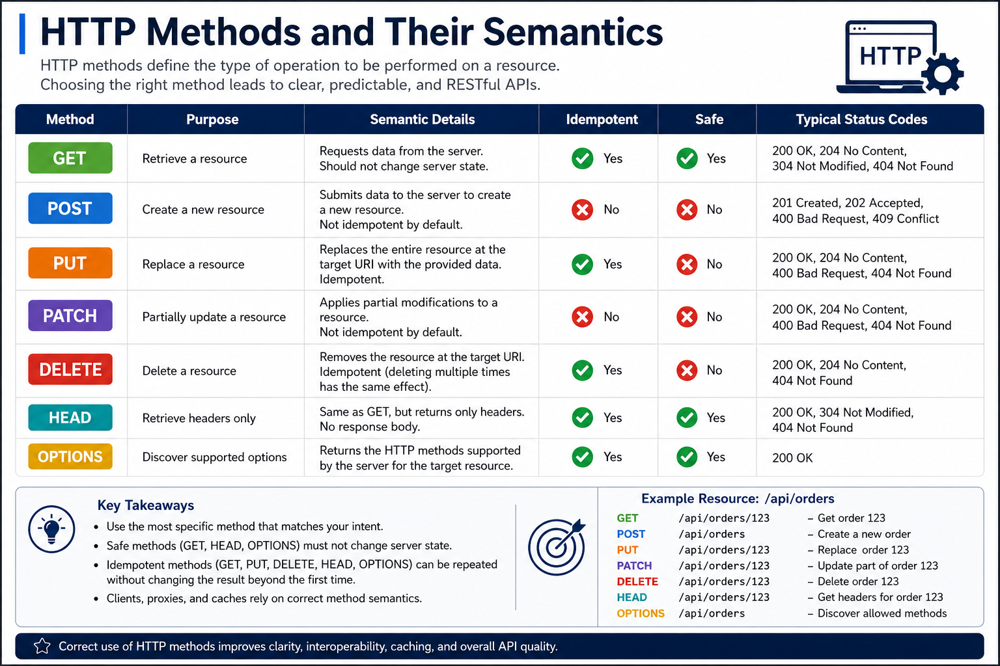 HTTP Methods and Their Semantics
HTTP methods define the type of operation to be performed on a resource.
Choosing the right method leads to clear, predictable, and RESTful APIs.
HTTP
Method Purpose Semantic Details Idempotent Safe Typical Status Codes
GET
Retrieve a resource
Requests data from the server.
Should not change server state.
Yes
Yes
200 OK, 204 No Content,
304 Not Modified, 404 Not Found
POST
Create a new resource
Submits data to the server to create
a new resource.
Not idempotent by default.
No
No
201 Created, 202 Accepted,
400 Bad Request, 409 Conflict
PUT
Replace a resource
Replaces the entire resource at the
target URI with the provided data.
Idempotent.
Yes
No
200 OK, 204 No Content,
400 Bad Request, 404 Not Found
PATCH
Partially update a resource
Applies partial modifications to a
resource.
Not idempotent by default.
No
No
200 OK, 204 No Content,
400 Bad Request, 404 Not Found
DELETE
Delete a resource
Removes the resource at the target URI.
Idempotent (deleting multiple times
has the same effect).
Yes
No
200 OK, 204 No Content,
404 Not Found
HEAD
Retrieve headers only
Same as GET, but returns only headers.
No response body.
Yes
Yes
200 OK, 304 Not Modified,
404 Not Found
OPTIONS
Discover supported options
Returns the HTTP methods supported
by the server for the target resource.
Yes
Yes
200 OK
Key Takeaways
• Use the most specific method that matches your intent.
• Safe methods (GET, HEAD, OPTIONS) must not change server state.
• Idempotent methods (GET, PUT, DELETE, HEAD, OPTIONS) can be repeated
without changing the result beyond the first time.
• Clients, proxies, and caches rely on correct method semantics.
Example Resource: /api/orders
GET /api/orders/123 – Get order 123
POST /api/orders – Create a new order
PUT /api/orders/123 – Replace order 123
PATCH /api/orders/123 – Update part of order 123
DELETE /api/orders/123 – Delete order 123
HEAD /api/orders/123 – Get headers for order 123
OPTIONS /api/orders – Discover allowed methods
Correct use of HTTP methods improves clarity, interoperability, caching, and overall API quality.